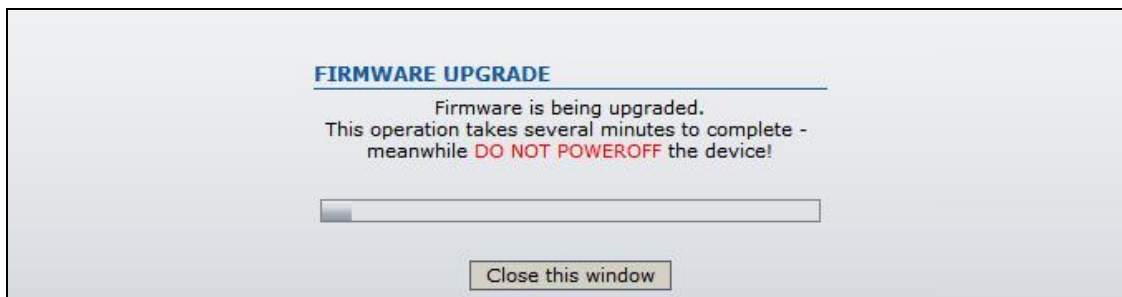 FIRMWARE UPGRADE
Firmware is being upgraded.
This operation takes several minutes to complete -
meanwhile DO NOT POWEROFF the device!
Close this window